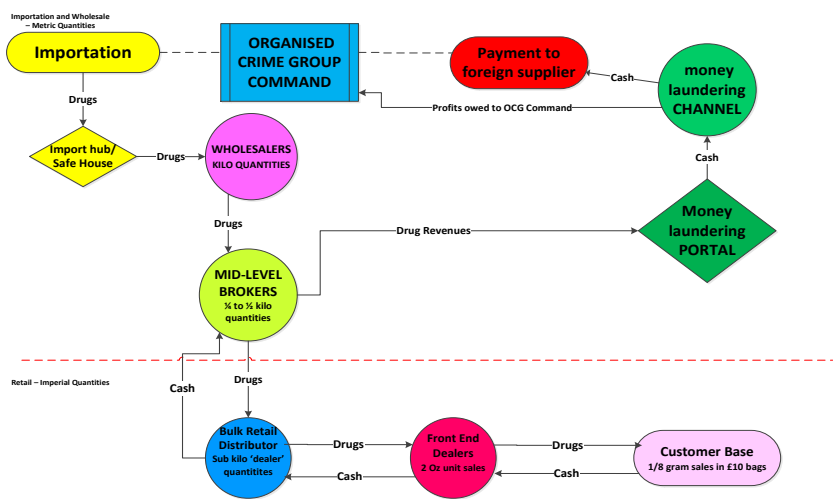 Importation and Wholesale
– Metric Quantities
Importation
ORGANISED
CRIME GROUP
COMMAND
Payment to
foreign supplier
money
laundering
CHANNEL
Cash
Profits owed to OCG Command
Drugs
Import hub/
Safe House
Drugs
WHOLESALERS
KILO QUANTITIES
Cash
Drugs
Money
laundering
PORTAL
Drug Revenues
MID-LEVEL
BROKERS
¼ to ½ kilo
quantities
Retail – Imperial Quantities
Cash
Drugs
Bulk Retail
Distributor
Sub kilo ‘dealer’
quantitites
Drugs
Cash
Front End
Dealers
2 Oz unit sales
Drugs
Cash
Customer Base
1/8 gram sales in £10 bags